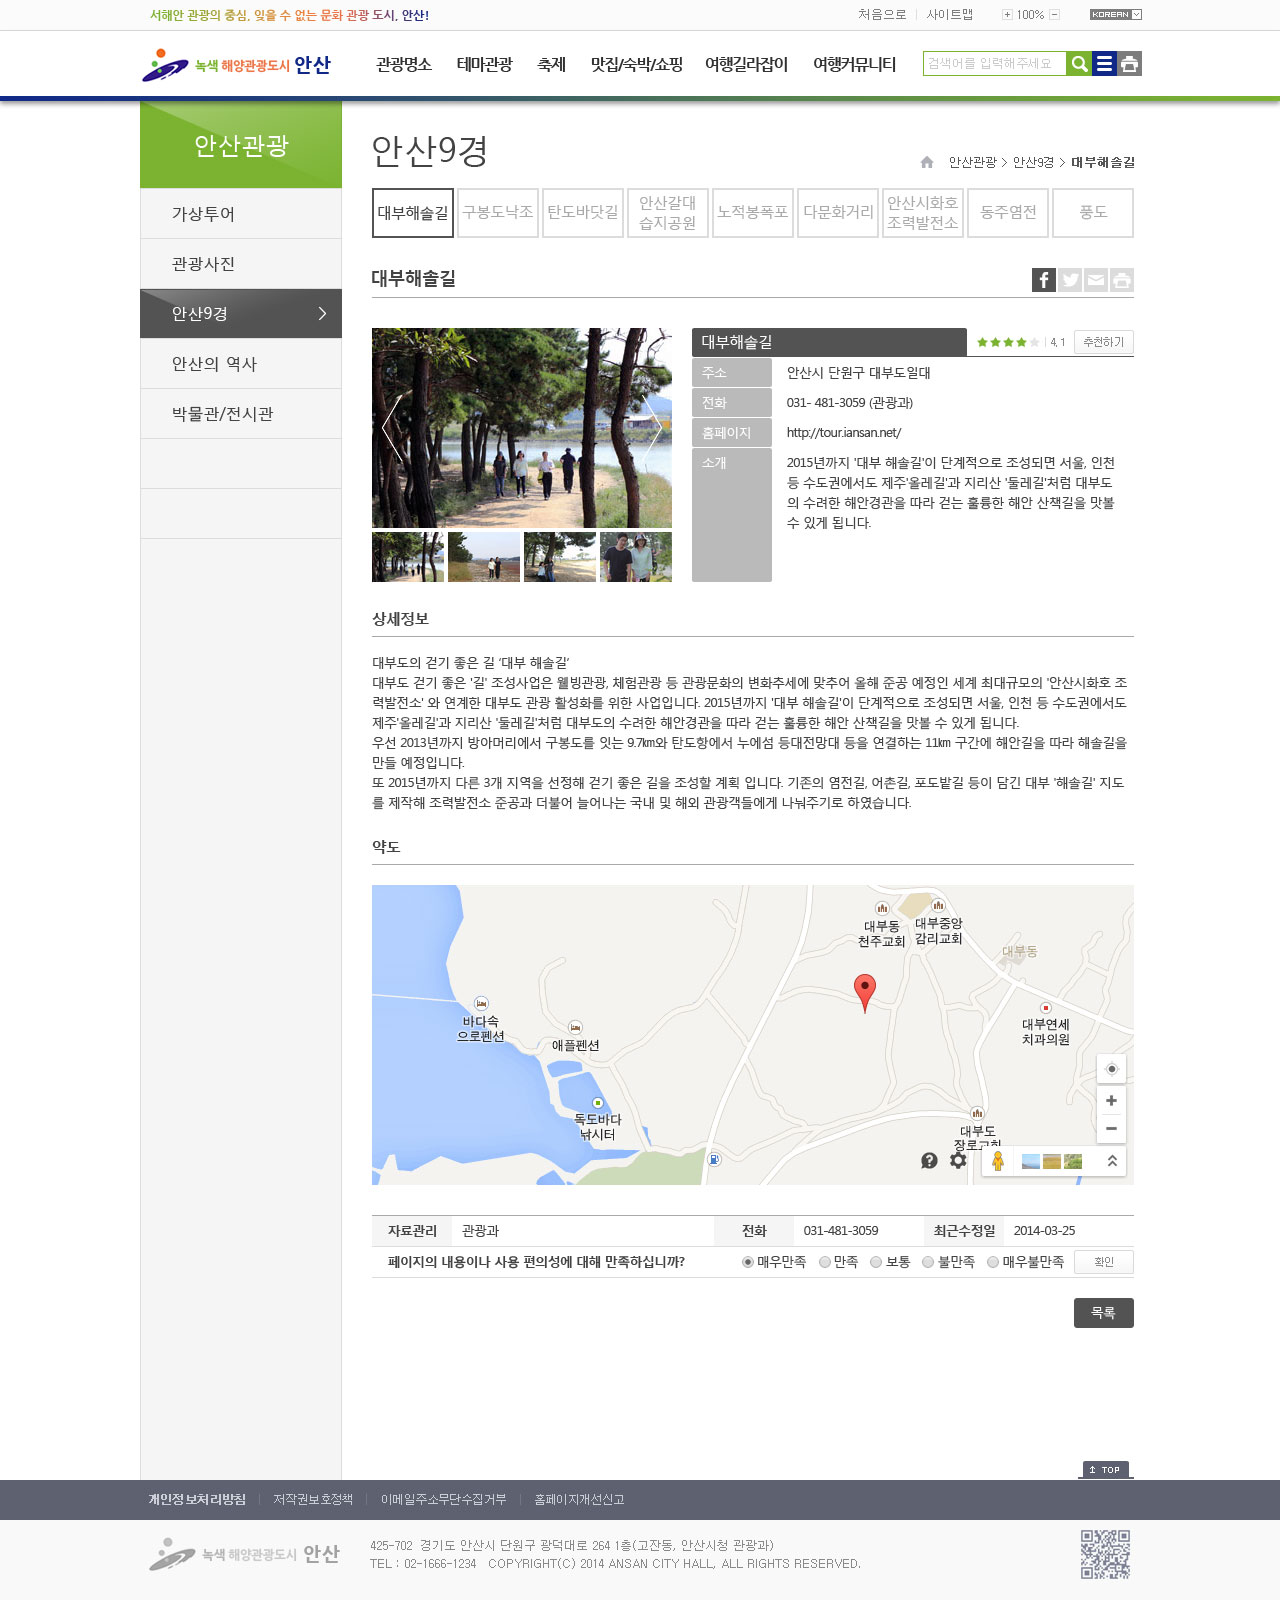 서해안 관광의 중심, 잊을 수 없는 문화 관광 도시, 안산!
처음으로 사이트맵 100% KOREAN
녹색 해양관광도시 안산 관광명소 테마관광 축제 맛집/숙박/쇼핑 여행길라잡이 여행커뮤니티 검색어를 입력해주세요
안산관광
가상투어
관광사진
안산9경
안산의 역사
박물관/전시관
안산9경
안산관광 > 안산9경 > 대부해솔길
대부해솔길 구봉도낙조 탄도바닷길 안산갈대 습지공원 노적봉폭포 다문화거리 안산시화호 조력발전소 동주염전 풍도
대부해솔길
대부해솔길 4.1 추천하기
주소 안산시 단원구 대부도일대
전화 031- 481-3059 (관광과)
홈페이지 http://tour.iansan.net/
소개 2015년까지 '대부 해솔길'이 단계적으로 조성되면 서울, 인천
등 수도권에서도 제주'올레길'과 지리산 '둘레길'처럼 대부도
의 수려한 해안경관을 따라 걷는 훌륭한 해안 산책길을 맛볼
수 있게 됩니다.
상세정보
대부도의 걷기 좋은 길 '대부 해솔길'
대부도 걷기 좋은 '길' 조성사업은 웰빙관광, 체험관광 등 관광문화의 변화추세에 맞추어 올해 준공 예정인 세계 최대규모의 '안산시화호 조
력발전소' 와 연계한 대부도 관광 활성화를 위한 사업입니다. 2015년까지 '대부 해솔길'이 단계적으로 조성되면 서울, 인천 등 수도권에서도
제주'올레길'과 지리산 '둘레길'처럼 대부도의 수려한 해안경관을 따라 걷는 훌륭한 해안 산책길을 맛볼 수 있게 됩니다.
우선 2013년까지 방아머리에서 구봉도를 잇는 9.7㎞와 탄도항에서 누에섬 등대전망대 등을 연결하는 11㎞ 구간에 해안길을 따라 해솔길을
만들 예정입니다.
또 2015년까지 다른 3개 지역을 선정해 걷기 좋은 길을 조성할 계획 입니다. 기존의 염전길, 어촌길, 포도밭길 등이 담긴 대부 '해솔길' 지도
를 제작해 조력발전소 준공과 더불어 늘어나는 국내 및 해외 관광객들에게 나눠주기로 하였습니다.
약도
대부동
천주교회
대부중앙
감리교회
대부동
바다속
으로펜션
애플펜션
대부연세
치과의원
독도바다
낚시터
대부도
장로교회
자료관리 관광과 전화 031-481-3059 최근수정일 2014-03-25
페이지의 내용이나 사용 편의성에 대해 만족하십니까? 매우만족 만족 보통 불만족 매우불만족 확인
목록
TOP
개인정보처리방침 저작권보호정책 이메일주소무단수집거부 홈페이지개선신고
녹색 해양관광도시 안산
425-702 경기도 안산시 단원구 광덕대로 264 1층(고잔동, 안산시청 관광과)
TEL : 02-1666-1234 COPYRIGHT(C) 2014 ANSAN CITY HALL, ALL RIGHTS RESERVED.